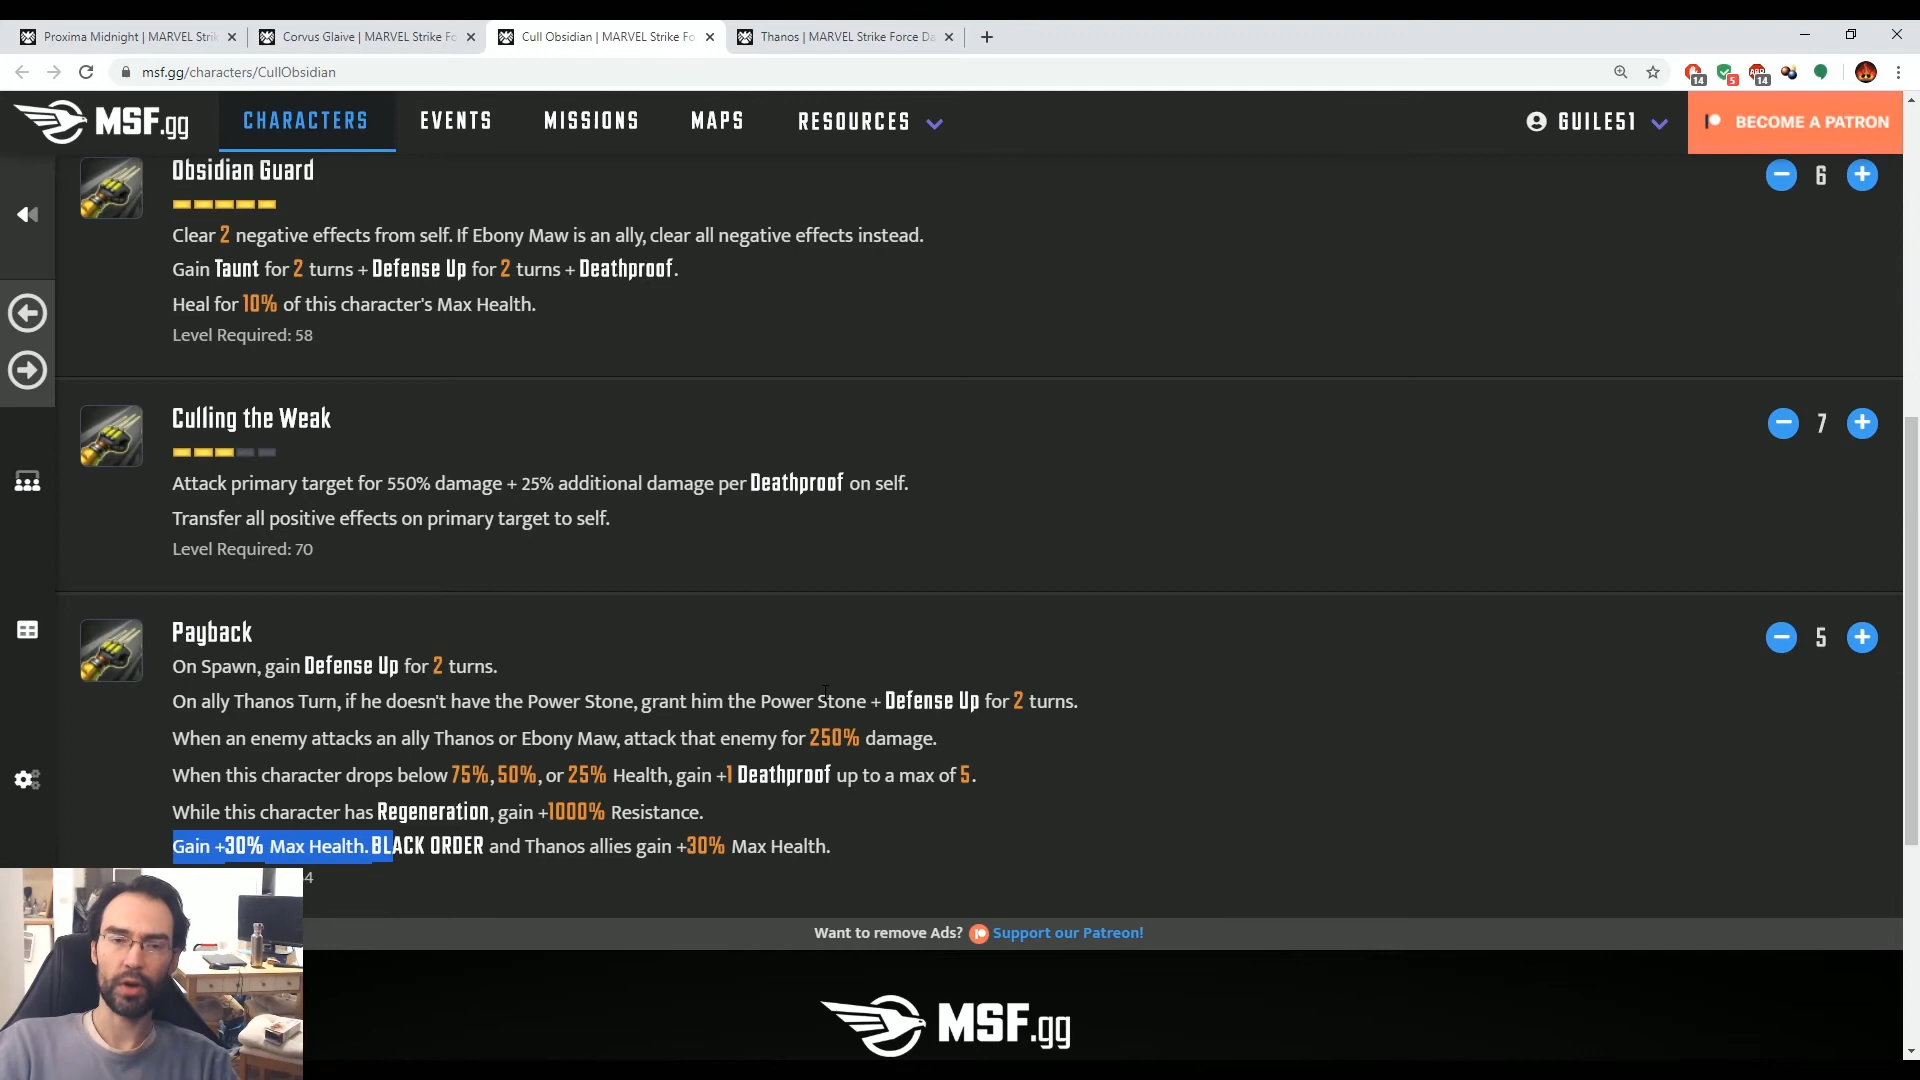 Proxima Midnight | MARVEL Stri
Corvus Glaive | MARVEL Strike Fo
Cull Obsidian | MARVEL Strike Fo
Thanos | MARVEL Strike Force Da
msf.gg/characters/CullObsidian
14
5
14
MSF.gg
CHARACTERS
EVENTS
MISSIONS
MAPS
RESOURCES
GUILE51
BECOME A PATRON
Obsidian Guard
6
Clear 2 negative effects from self. If Ebony Maw is an ally, clear all negative effects instead.
Gain Taunt for 2 turns + Defense Up for 2 turns + Deathproof.
Heal for 10% of this character's Max Health.
Level Required: 58
Culling the Weak
7
Attack primary target for 550% damage + 25% additional damage per Deathproof on self.
Transfer all positive effects on primary target to self.
Level Required: 70
Payback
5
On Spawn, gain Defense Up for 2 turns.
On ally Thanos Turn, if he doesn't have the Power Stone, grant him the Power Stone + Defense Up for 2 turns.
When an enemy attacks an ally Thanos or Ebony Maw, attack that enemy for 250% damage.
When this character drops below 75%, 50%, or 25% Health, gain +1 Deathproof up to a max of 5.
While this character has Regeneration, gain +1000% Resistance.
Gain +30% Max Health. BLACK ORDER and Thanos allies gain +30% Max Health.
4
Want to remove Ads? Support our Patreon!
MSF.gg